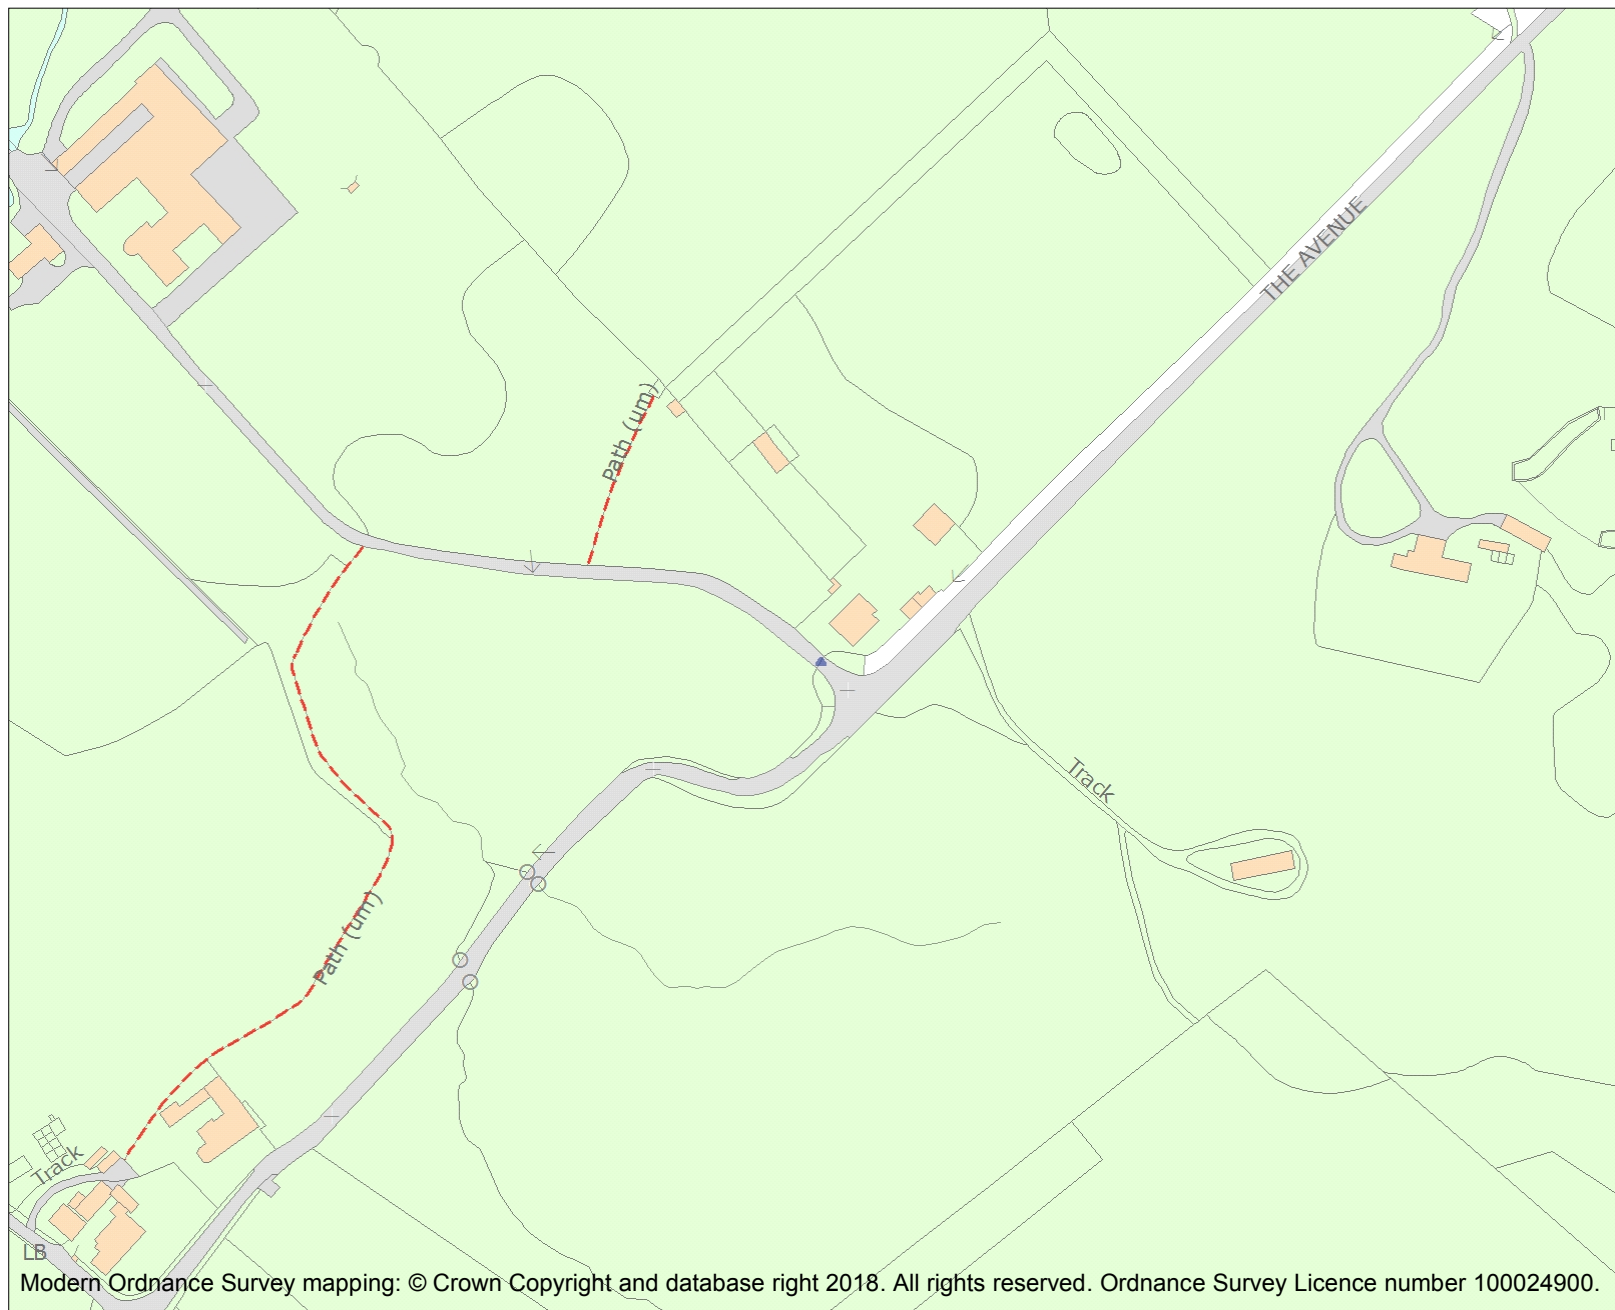 THE AVENUE
Path (um)
Track
Path (um)
Track
LB
Modern Ordnance Survey mapping: © Crown Copyright and database right 2018. All rights reserved. Ordnance Survey Licence number 100024900.